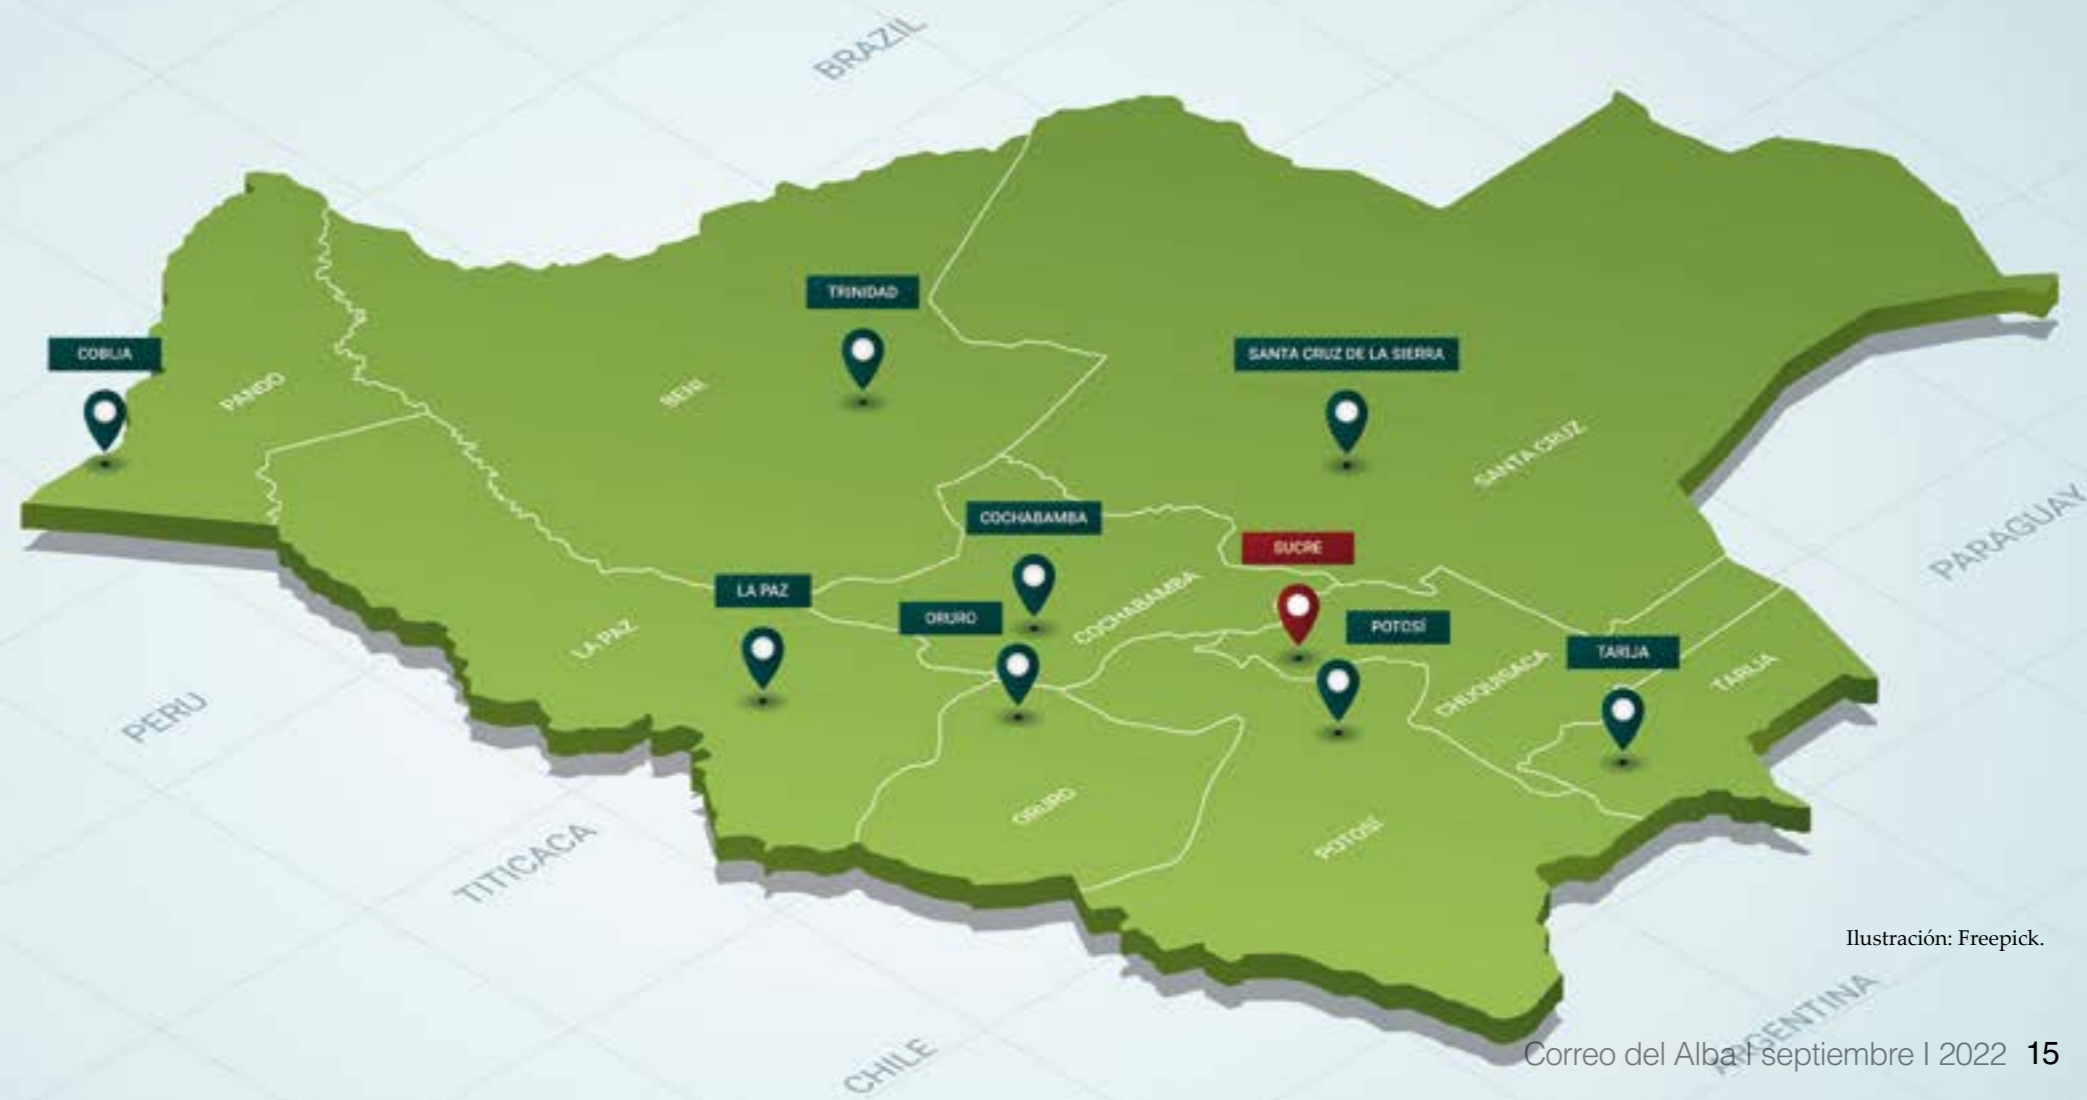 BRAZIL
TRINIDAD
COBIJA
SANTA CRUZ DE LA SIERRA
PANDO
BENI
SANTA CRUZ
COCHABAMBA
SUCRE
PARAGUAY
LA PAZ
ORURO
COCHABAMBA
POTOSÍ
LA PAZ
TARIJA
CHUQUISACA
TARIJA
PERU
ORURO
POTOSÍ
TITICACA
Ilustración: Freepick.
ARGENTINA
CHILE
Correo del Alba I septiembre I 2022 15